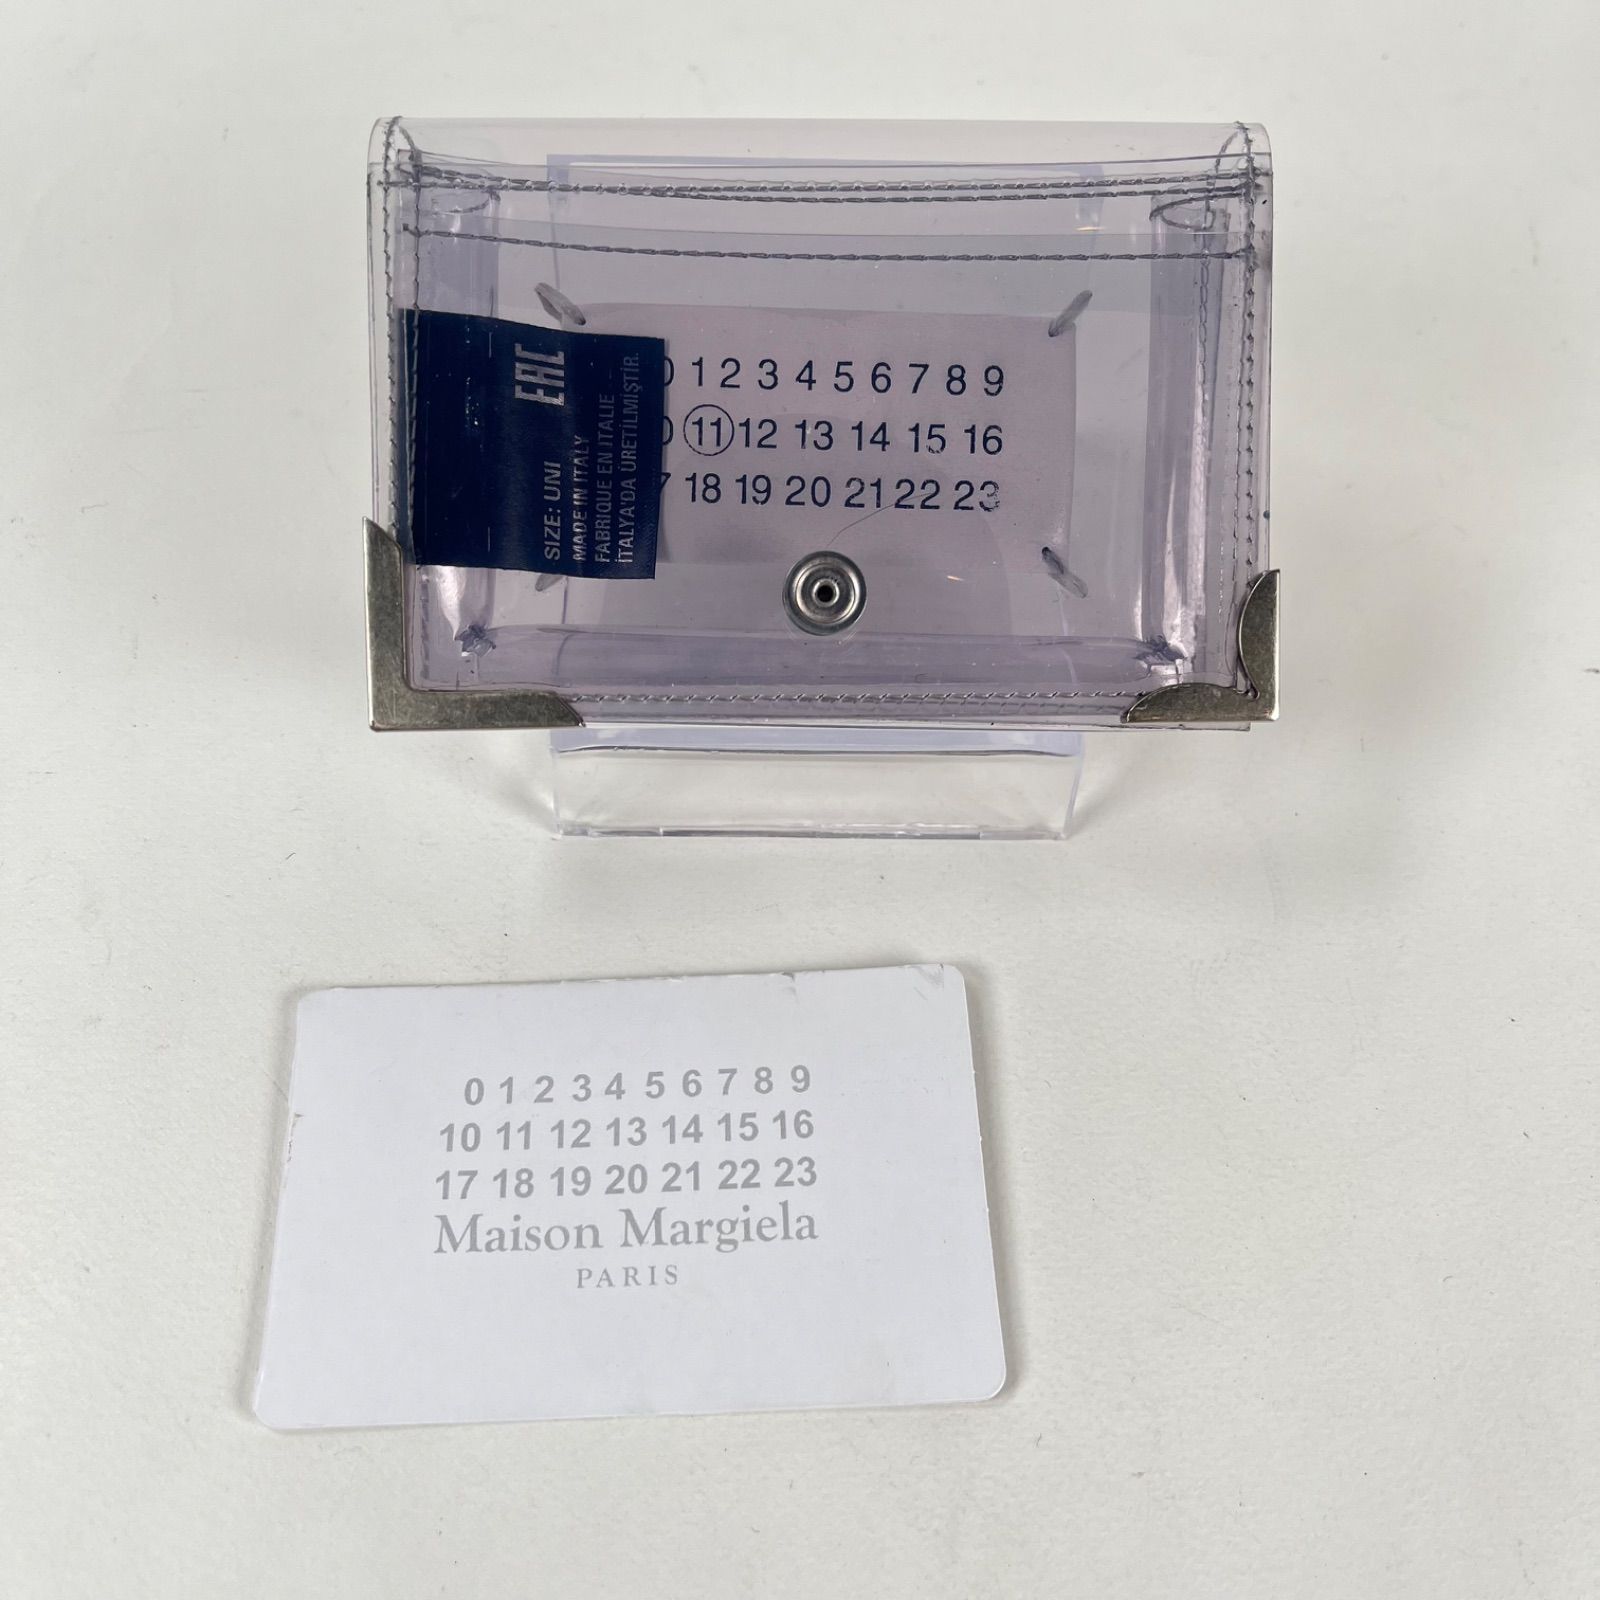 EAC
SIZE: UNI
MADE IN ITALY
FABRIQUE EN ITALIE
İTALYA'DA ÜRETİLMİŞTİR.
0 1 2 3 4 5 6 7 8 9
0 11 12 13 14 15 16
7 18 19 20 21 22 23
0 1 2 3 4 5 6 7 8 9
10 11 12 13 14 15 16
17 18 19 20 21 22 23
Maison Margiela
PARIS